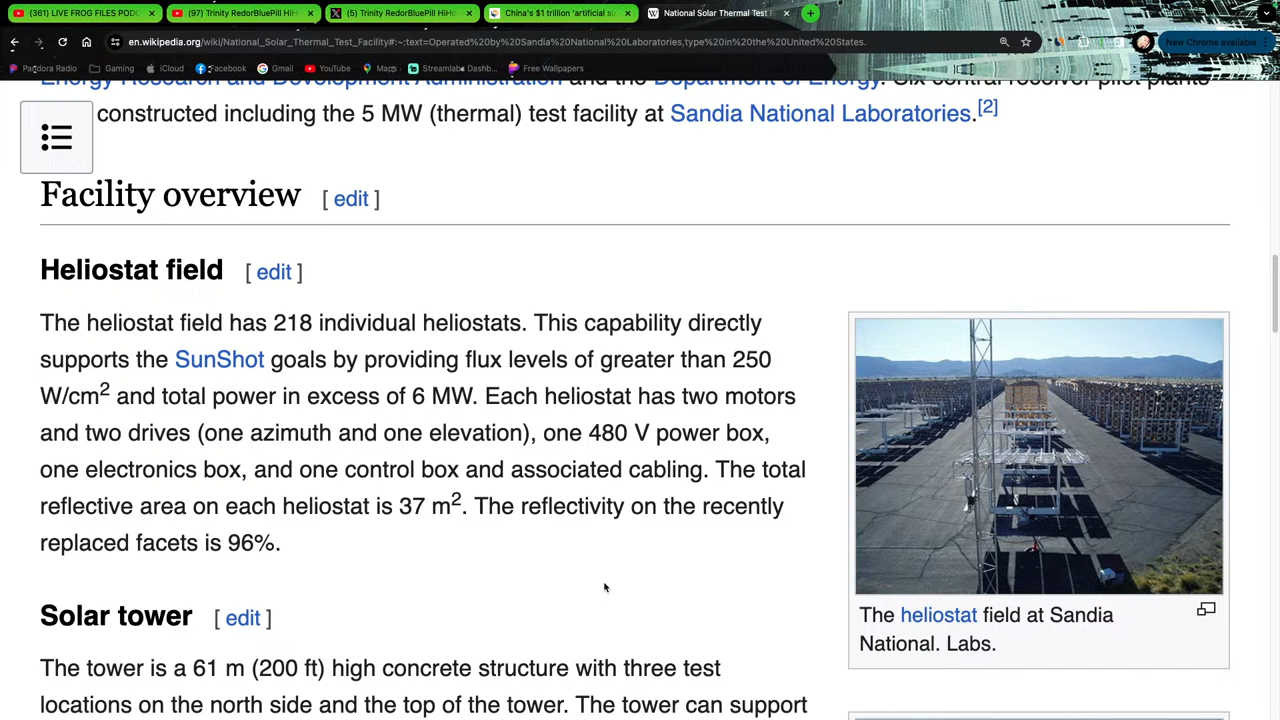 (361) LIVE FROG FILES PODC
(97) Trinity RedorBluePill HiHo
(5) Trinity RedorBluePill HiHo
China's $1 trillion 'artificial su
National Solar Thermal Test F
en.wikipedia.org/wiki/National_Solar_Thermal_Test_Facility#:~:text=Operated%20by%20Sandia%20National%20Laboratories,type%20in%20the%20United%20States.
New Chrome available
Pandora Radio
Gaming
iCloud
Facebook
Gmail
YouTube
Maps
Streamlabs Dashb...
Free Wallpapers
Energy Research and Development Administration and the Department of Energy. Six central receiver pilot plants
constructed including the 5 MW (thermal) test facility at Sandia National Laboratories.[2]
Facility overview [ edit ]
Heliostat field [ edit ]
The heliostat field has 218 individual heliostats. This capability directly
supports the SunShot goals by providing flux levels of greater than 250
W/cm2 and total power in excess of 6 MW. Each heliostat has two motors
and two drives (one azimuth and one elevation), one 480 V power box,
one electronics box, and one control box and associated cabling. The total
reflective area on each heliostat is 37 m2. The reflectivity on the recently
replaced facets is 96%.
The heliostat field at Sandia
National. Labs.
Solar tower [ edit ]
The tower is a 61 m (200 ft) high concrete structure with three test
locations on the north side and the top of the tower. The tower can support